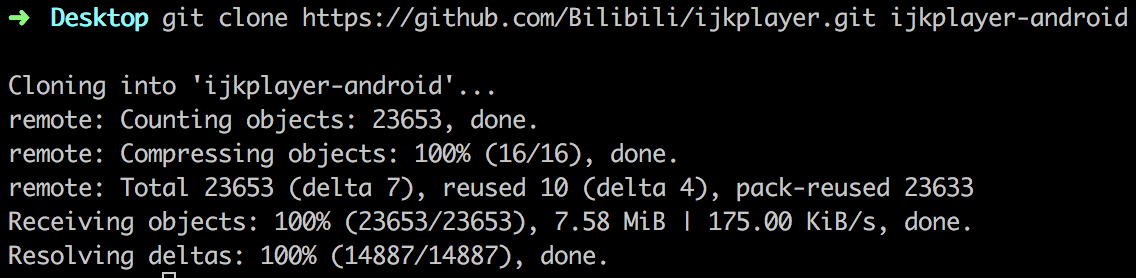 ➜ Desktop git clone https://github.com/Bilibili/ijkplayer.git ijkplayer-android
Cloning into 'ijkplayer-android'...
remote: Counting objects: 23653, done.
remote: Compressing objects: 100% (16/16), done.
remote: Total 23653 (delta 7), reused 10 (delta 4), pack-reused 23633
Receiving objects: 100% (23653/23653), 7.58 MiB | 175.00 KiB/s, done.
Resolving deltas: 100% (14887/14887), done.